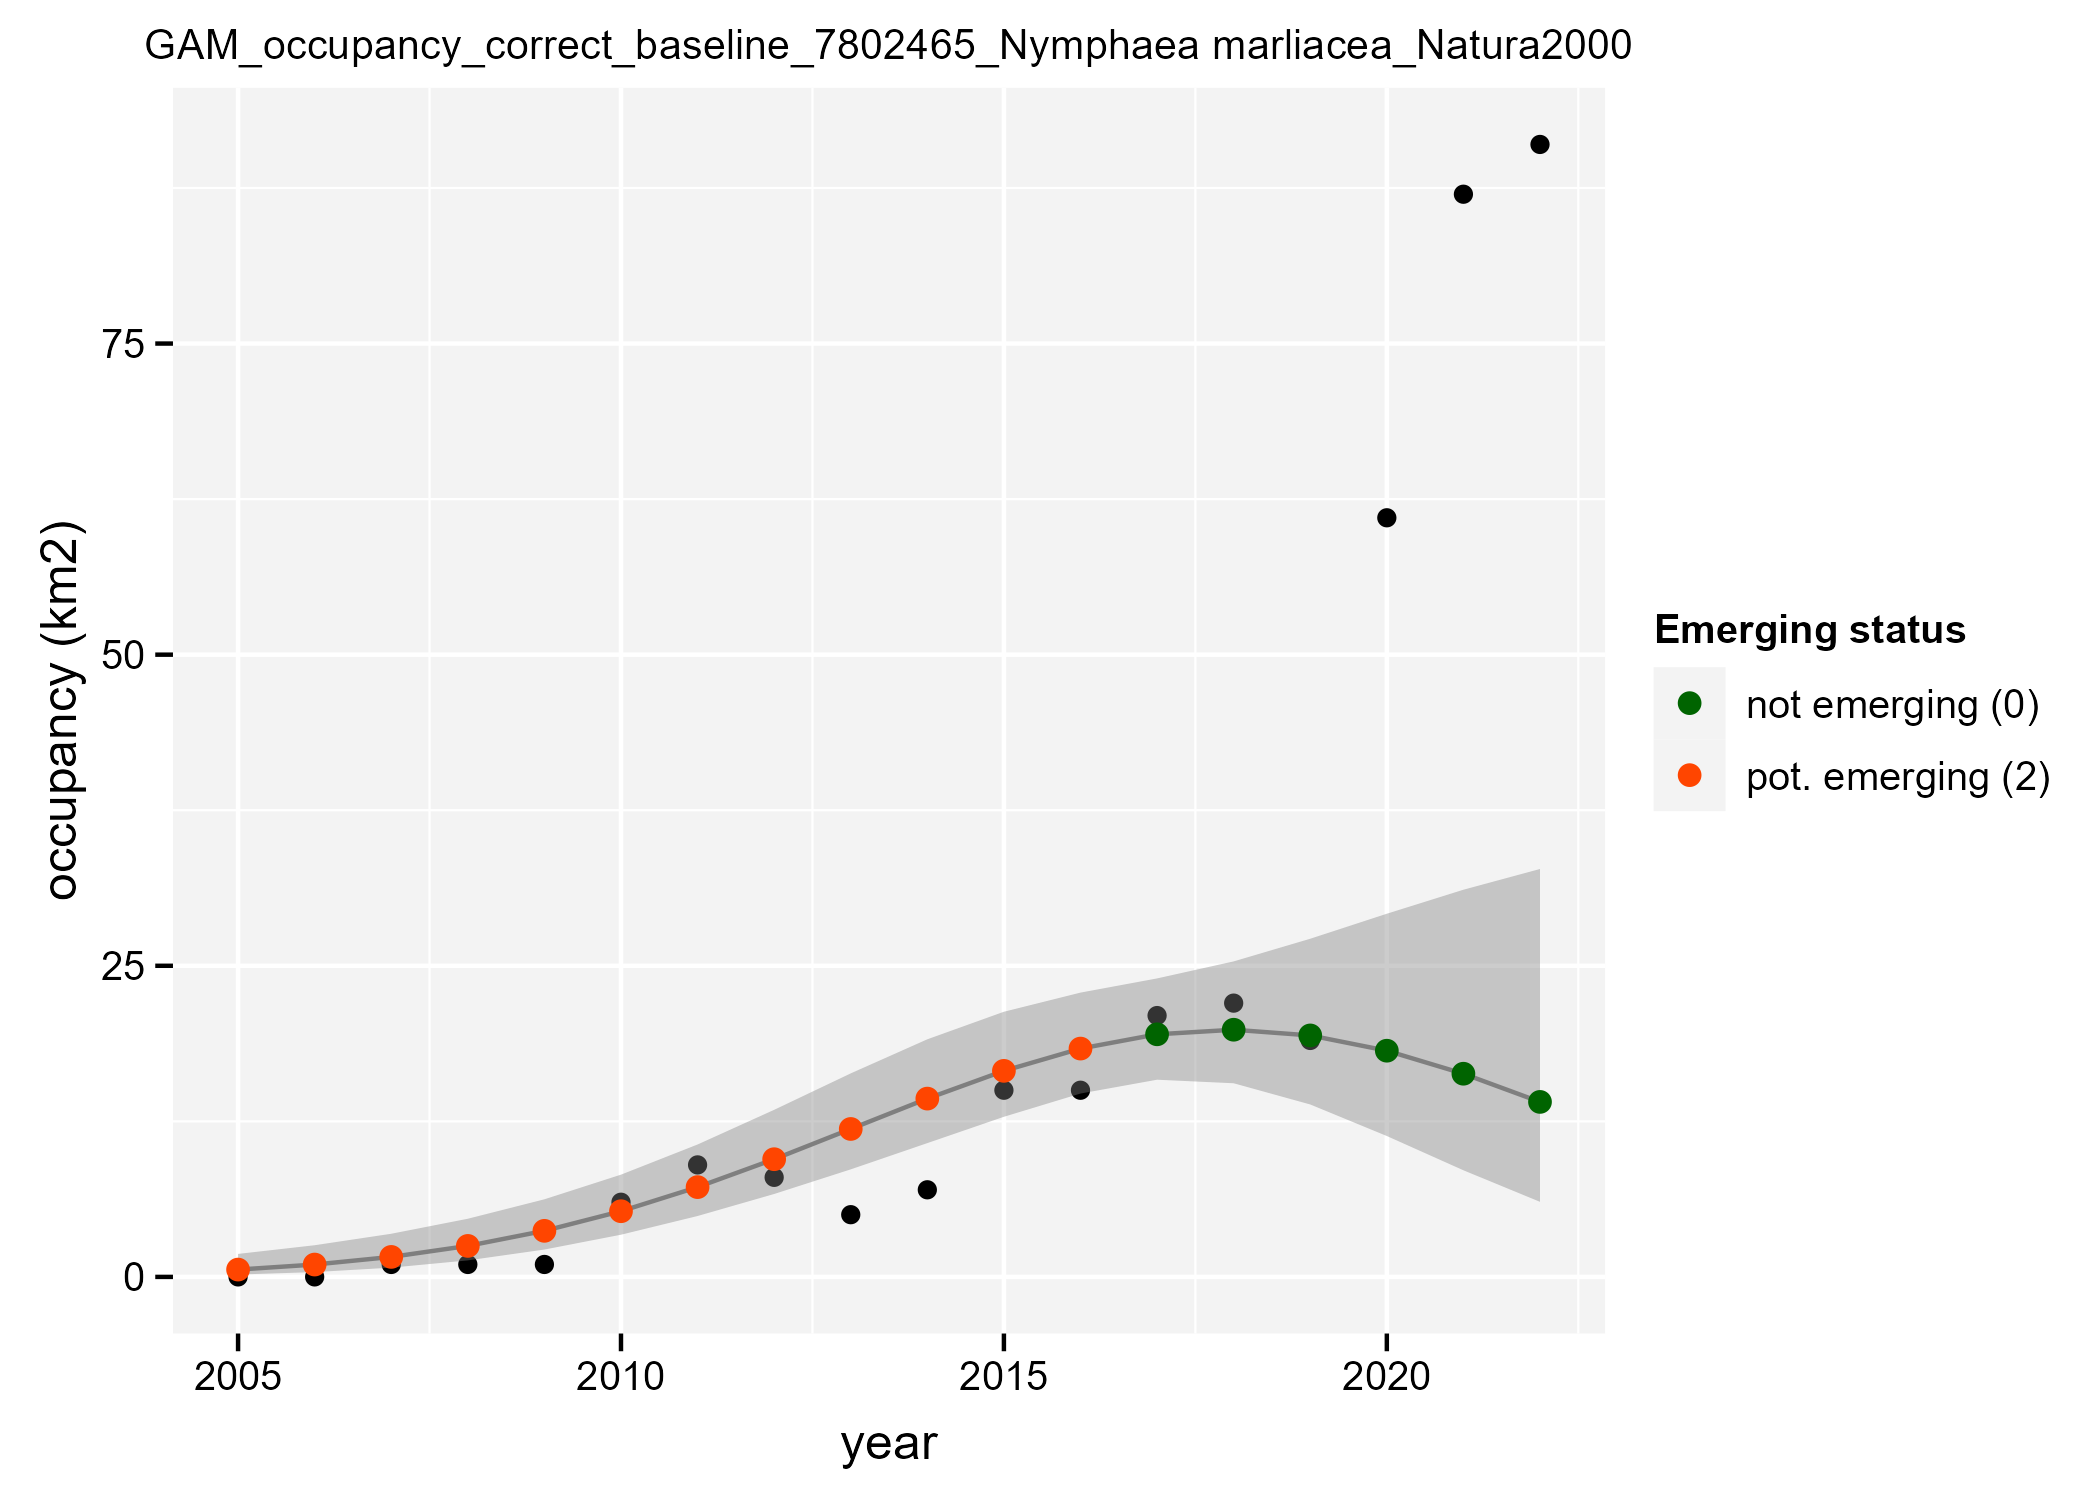 GAM_occupancy_correct_baseline_7802465_Nymphaea marliacea_Natura2000
occupancy (km2)
75
50
25
0
2005 2010 2015 2020
year
Emerging status
not emerging (0)
pot. emerging (2)